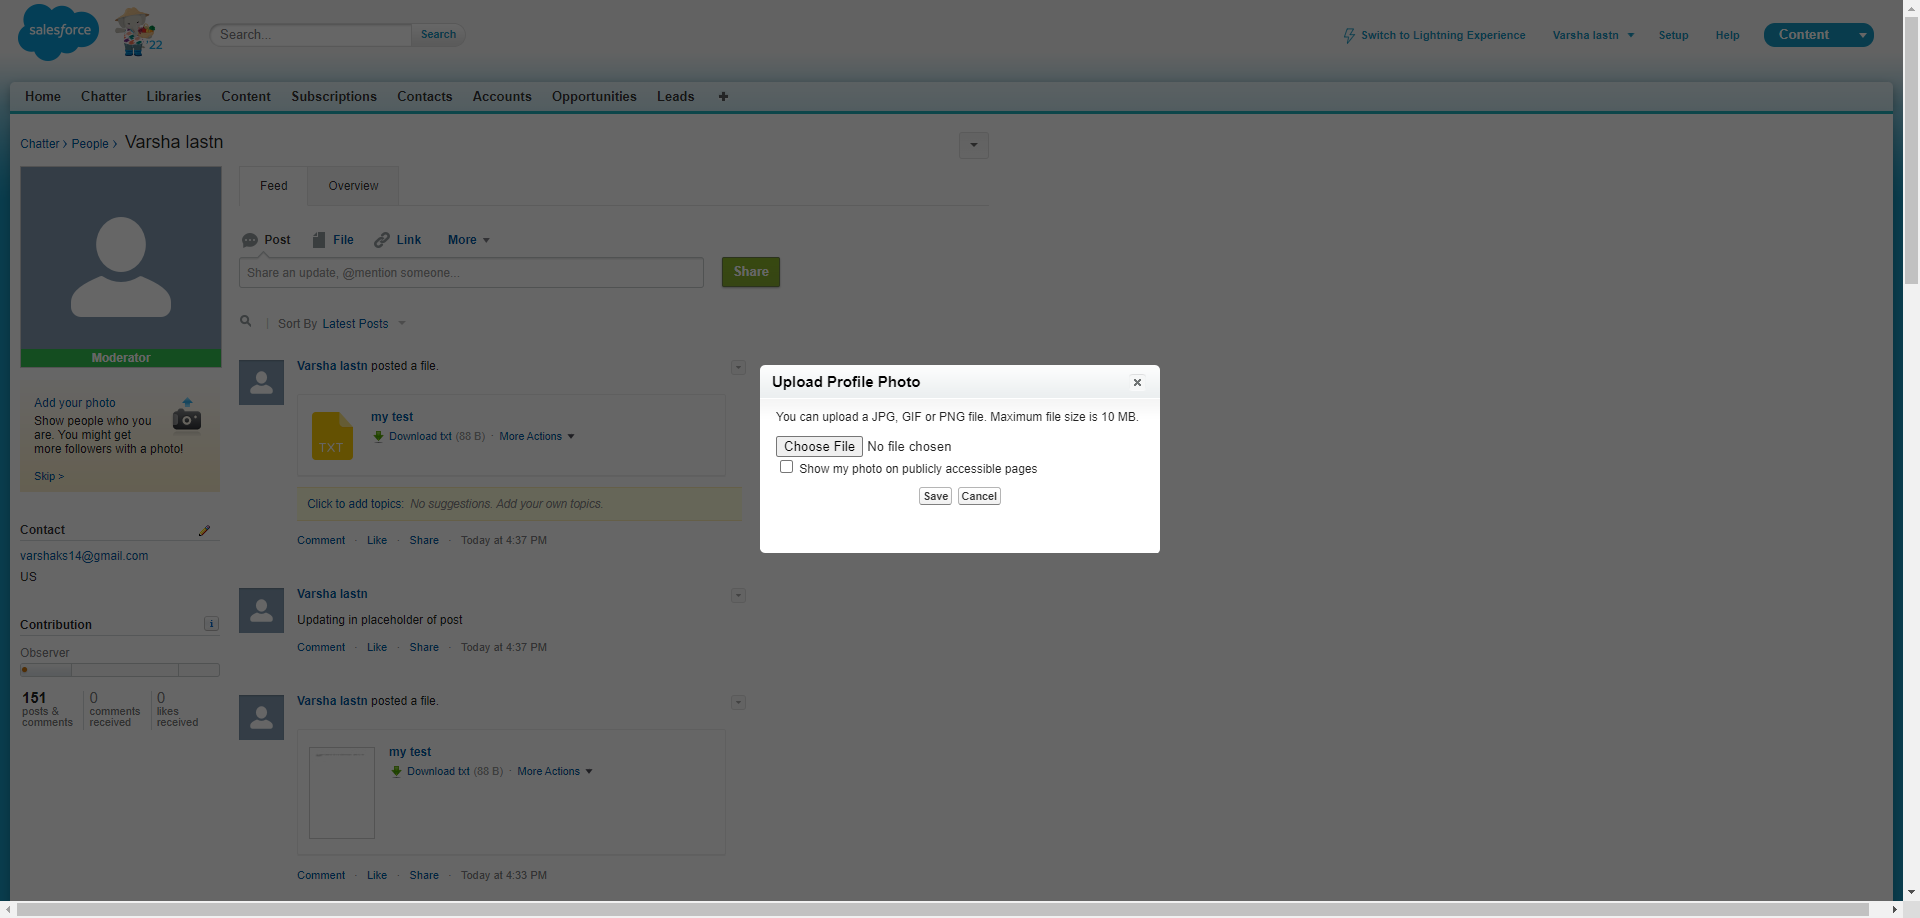 salesforce
'22
Search...
Search
Switch to Lightning Experience
Varsha lastn
Setup
Help
Content
Home
Chatter
Libraries
Content
Subscriptions
Contacts
Accounts
Opportunities
Leads
+
Chatter › People › Varsha lastn
Moderator
Add your photo
Show people who you
are. You might get
more followers with a photo!
Skip >
Contact
varshaks14@gmail.com
US
Contribution
i
Observer
151
posts &
comments
0
comments
received
0
likes
received
Feed
Overview
Post
File
Link
More
Share an update, @mention someone...
Share
| Sort By Latest Posts
Varsha lastn posted a file.
TXT
my test
Download txt (88 B) · More Actions
Click to add topics: No suggestions. Add your own topics.
Comment · Like · Share · Today at 4:37 PM
Varsha lastn
Updating in placeholder of post
Comment · Like · Share · Today at 4:37 PM
Varsha lastn posted a file.
my test
Download txt (88 B) · More Actions
Comment · Like · Share · Today at 4:33 PM
Upload Profile Photo
You can upload a JPG, GIF or PNG file. Maximum file size is 10 MB.
Choose File No file chosen
Show my photo on publicly accessible pages
Save
Cancel